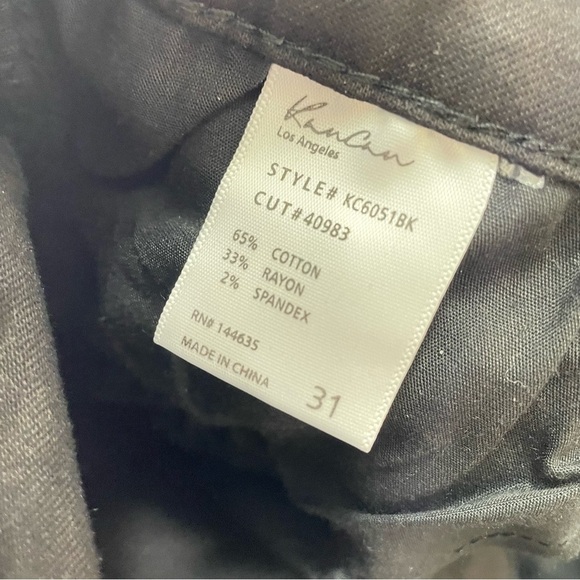 KanCan
Los Angeles
STYLE# KC6051BK
CUT#40983
65% COTTON
33% RAYON
2% SPANDEX
RN# 144635
MADE IN CHINA
31